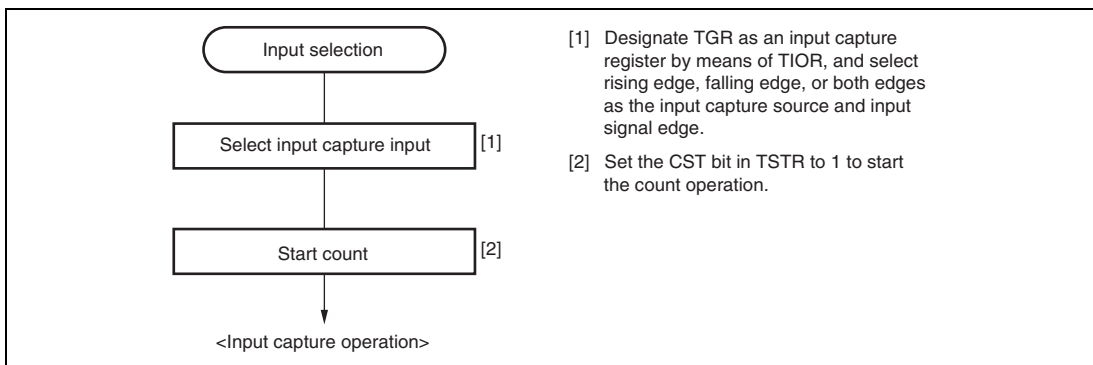 Input selection
Select input capture input
[1]
Start count
[2]
<Input capture operation>
[1] Designate TGR as an input capture
register by means of TIOR, and select
rising edge, falling edge, or both edges
as the input capture source and input
signal edge.
[2] Set the CST bit in TSTR to 1 to start
the count operation.